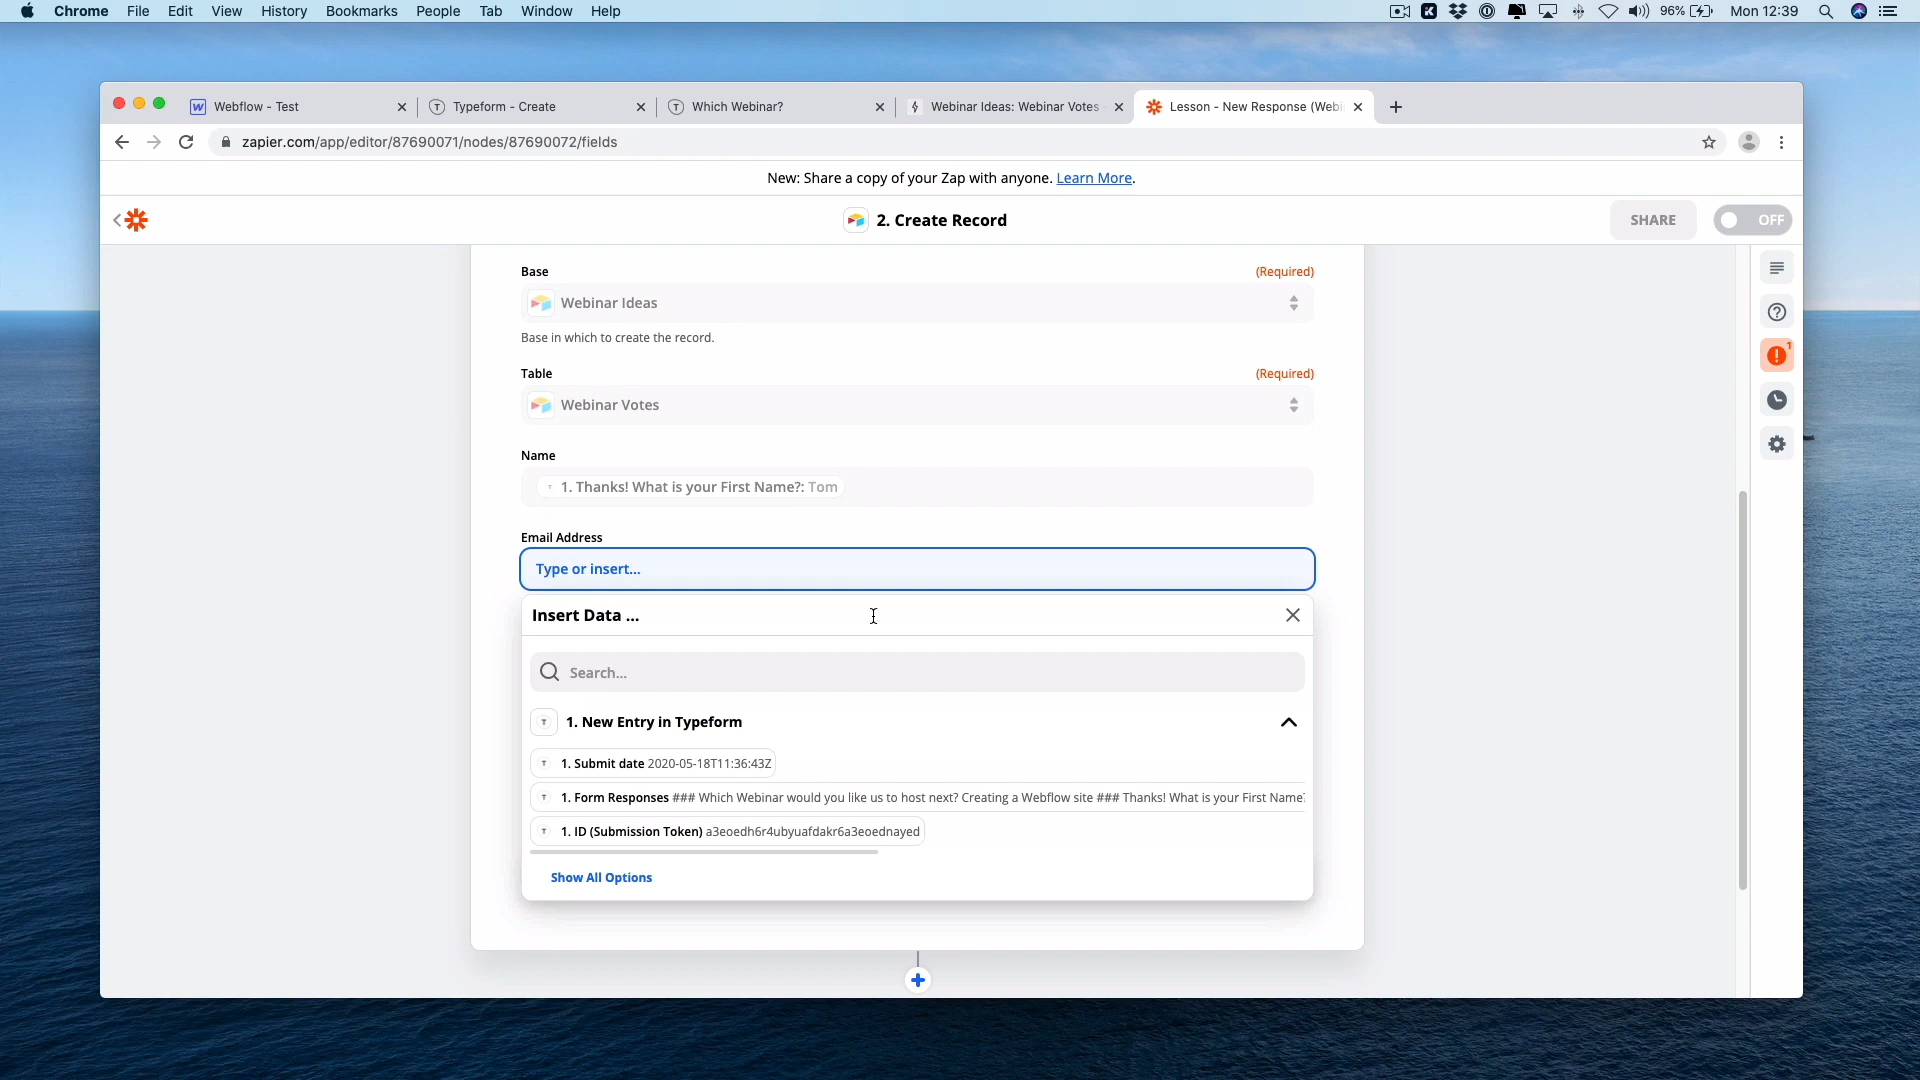 Chrome File Edit View History Bookmarks People Tab Window Help
96% Mon 12:39
Webflow - Test
Typeform - Create
Which Webinar?
Webinar Ideas: Webinar Votes
Lesson - New Response (Webi
zapier.com/app/editor/87690071/nodes/87690072/fields
New: Share a copy of your Zap with anyone. Learn More.
2. Create Record
SHARE
OFF
Base (Required)
Webinar Ideas
Base in which to create the record.
Table (Required)
Webinar Votes
Name
1. Thanks! What is your First Name?: Tom
Email Address
Type or insert...
Insert Data ...
Search...
1. New Entry in Typeform
1. Submit date 2020-05-18T11:36:43Z
1. Form Responses ### Which Webinar would you like us to host next? Creating a Webflow site ### Thanks! What is your First Name?
1. ID (Submission Token) a3eoedh6r4ubyuafdakr6a3eoednayed
Show All Options
1